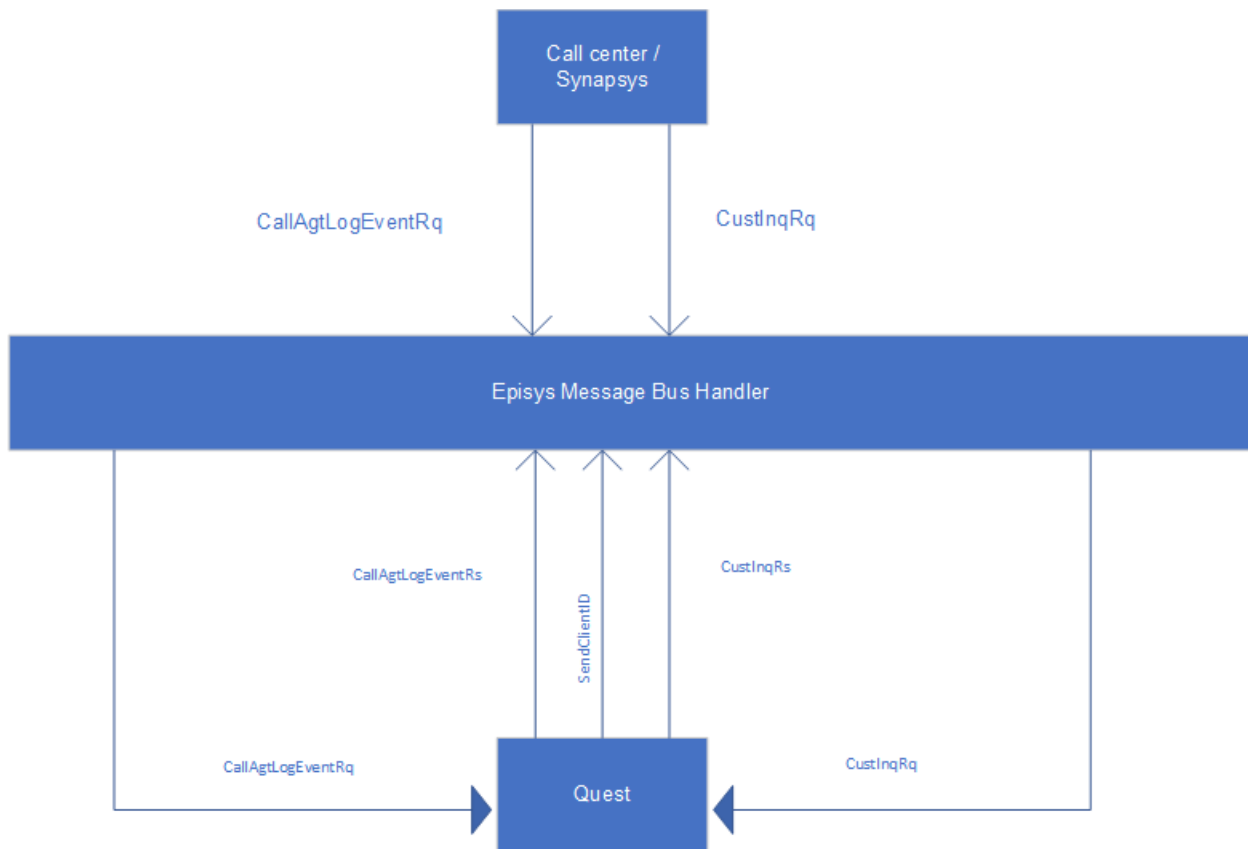 Call center /
Synapsys
CallAgtLogEventRq
CustInqRq
Episys Message Bus Handler
CallAgtLogEventRs
SendClientID
CustInqRs
CallAgtLogEventRq
Quest
CustInqRq